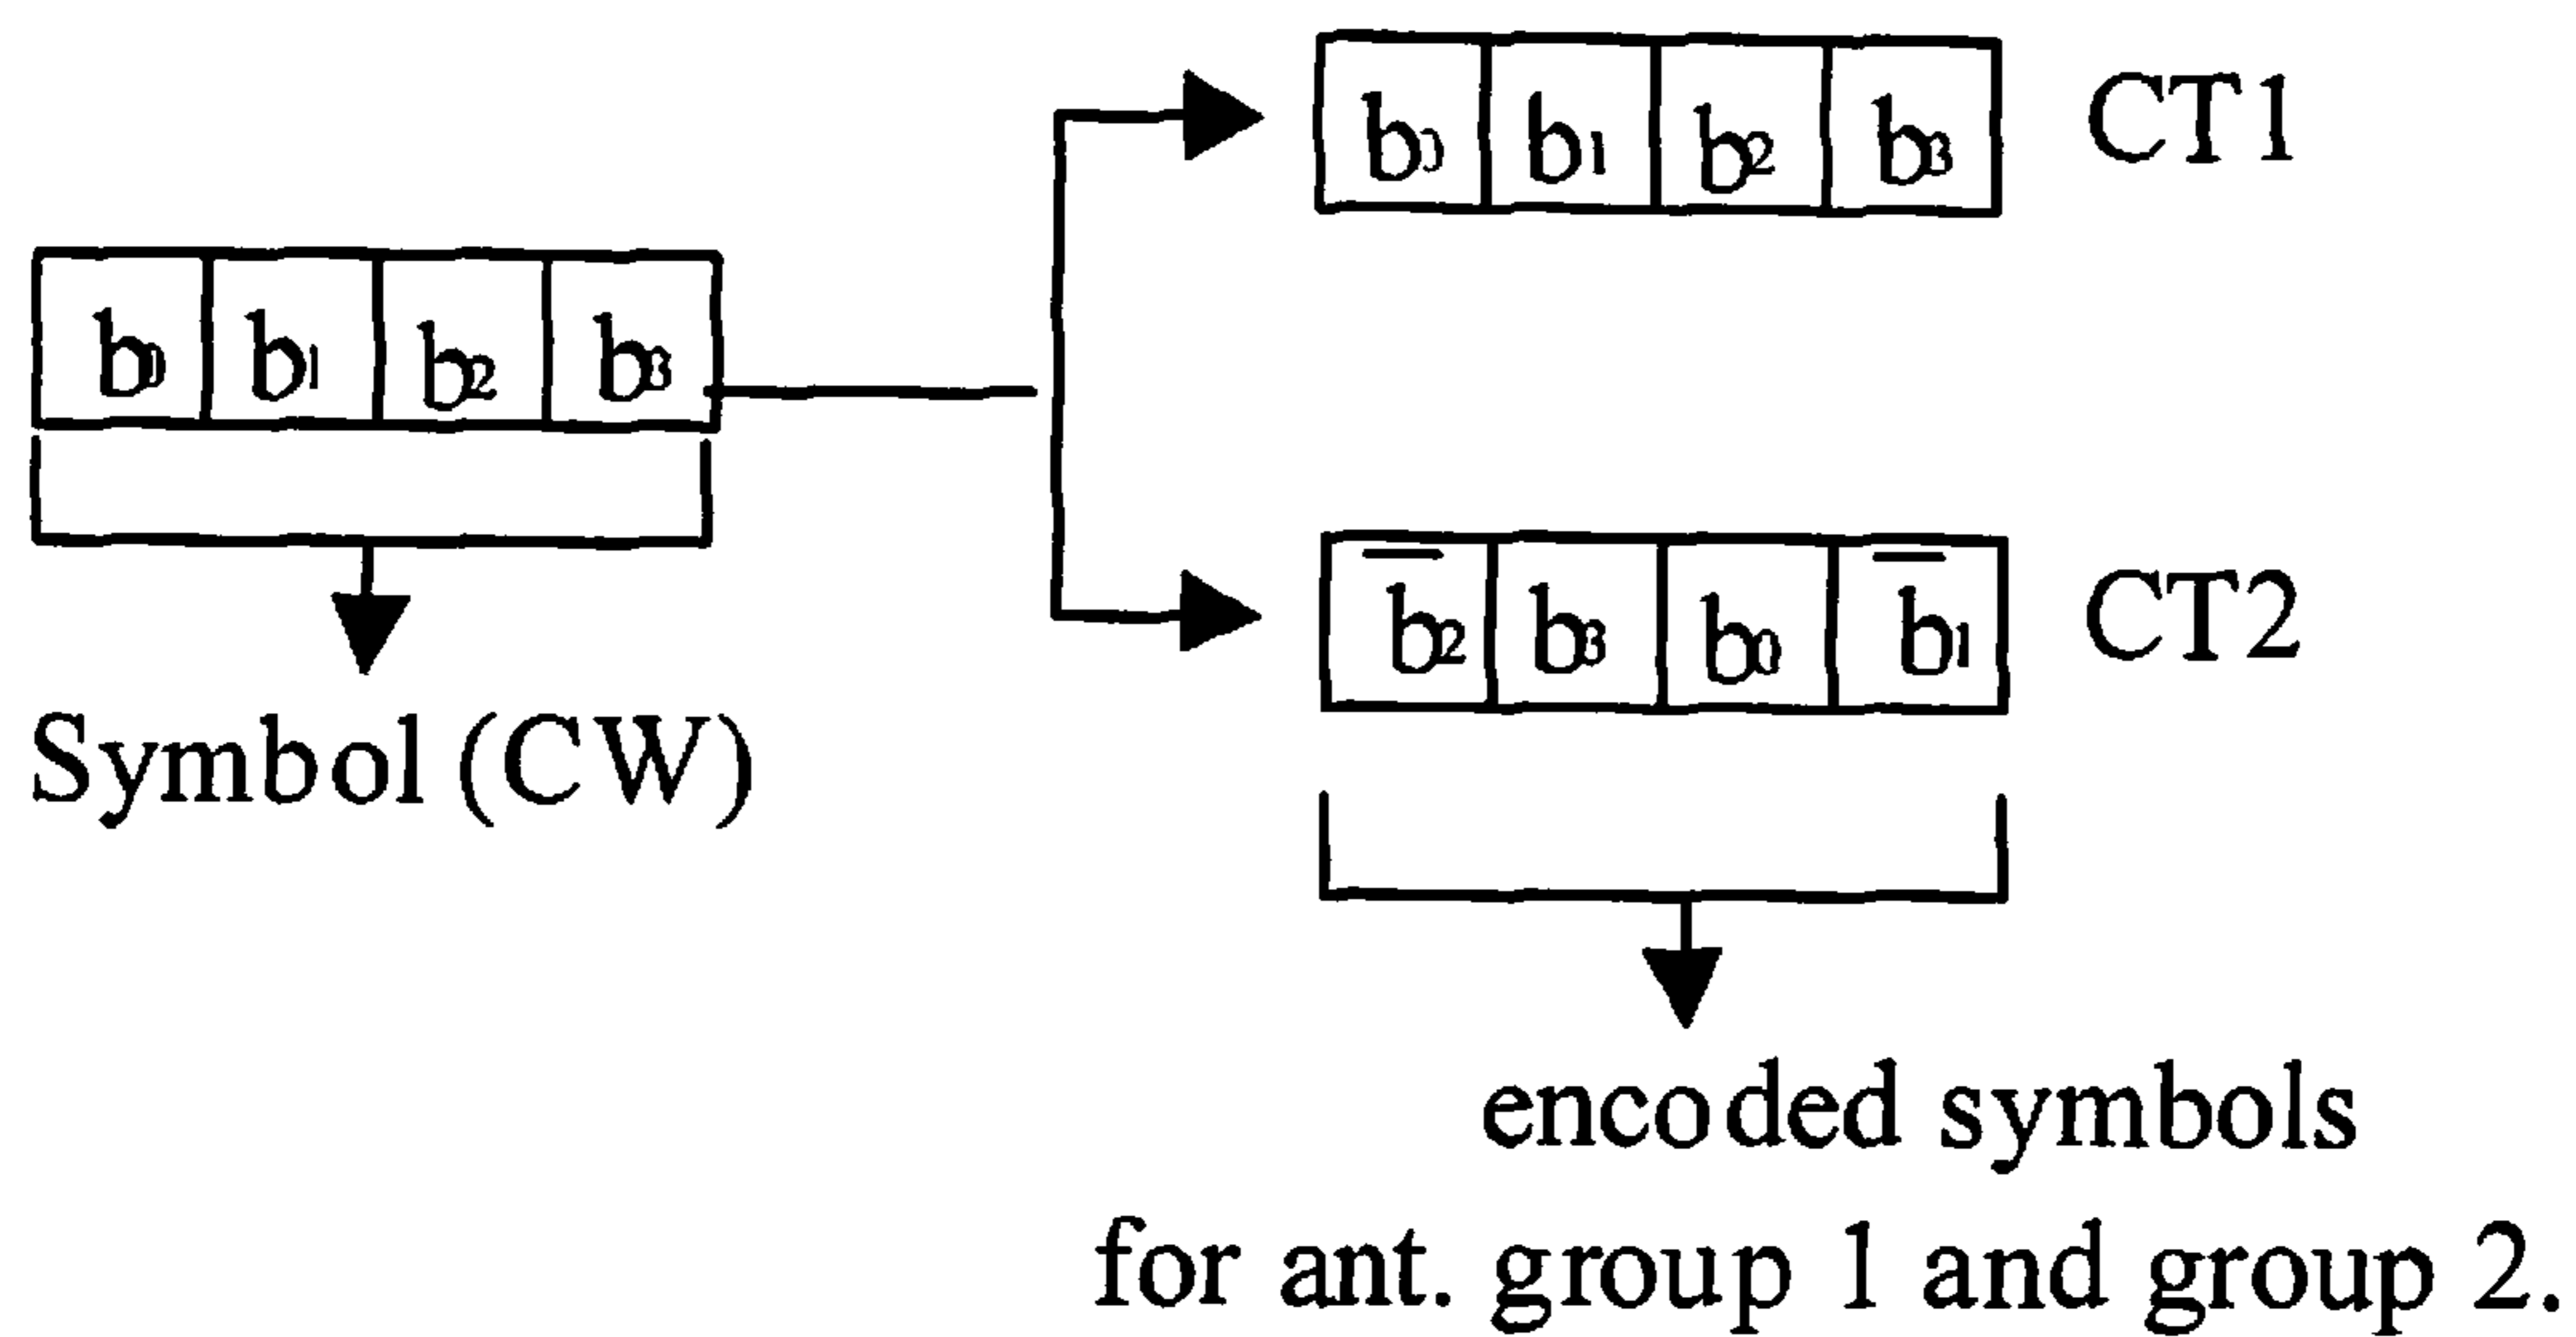 b0 b1 b2 b3 CT1
b0 b1 b2 b3
b̅2 b3 b0 b̅1 CT2
Symbol (CW)
encoded symbols
for ant. group 1 and group 2.